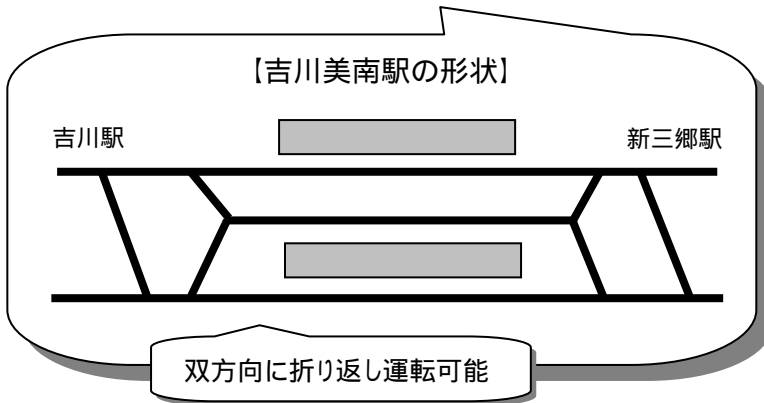 【吉川美南駅の形状】
吉川駅
新三郷駅
双方向に折り返し運転可能